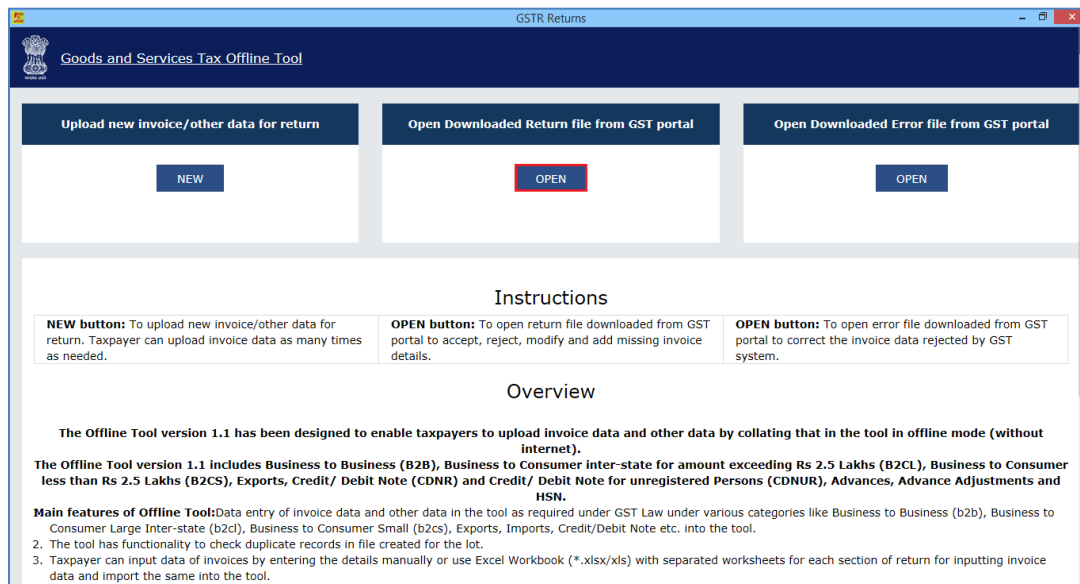 GSTR Returns
Goods and Services Tax Offline Tool
Upload new invoice/other data for return
NEW
Open Downloaded Return file from GST portal
OPEN
Open Downloaded Error file from GST portal
OPEN
Instructions
NEW button: To upload new invoice/other data for
return. Taxpayer can upload invoice data as many times
as needed.
OPEN button: To open return file downloaded from GST
portal to accept, reject, modify and add missing invoice
details.
OPEN button: To open error file downloaded from GST
portal to correct the invoice data rejected by GST
system.
Overview
The Offline Tool version 1.1 has been designed to enable taxpayers to upload invoice data and other data by collating that in the tool in offline mode (without
internet).
The Offline Tool version 1.1 includes Business to Business (B2B), Business to Consumer inter-state for amount exceeding Rs 2.5 Lakhs (B2CL), Business to Consumer
less than Rs 2.5 Lakhs (B2CS), Exports, Credit/ Debit Note (CDNR) and Credit/ Debit Note for unregistered Persons (CDNUR), Advances, Advance Adjustments and
HSN.
Main features of Offline Tool:Data entry of invoice data and other data in the tool as required under GST Law under various categories like Business to Business (b2b), Business to
Consumer Large Inter-state (b2cl), Business to Consumer Small (b2cs), Exports, Imports, Credit/Debit Note etc. into the tool.
2. The tool has functionality to check duplicate records in file created for the lot.
3. Taxpayer can input data of invoices by entering the details manually or use Excel Workbook (*.xlsx/xls) with separated worksheets for each section of return for inputting invoice
data and import the same into the tool.